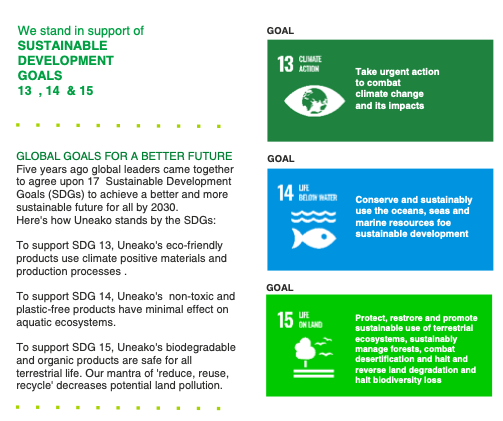 We stand in support of
SUSTAINABLE
DEVELOPMENT
GOALS
13 , 14 & 15
GLOBAL GOALS FOR A BETTER FUTURE
Five years ago global leaders came together
to agree upon 17 Sustainable Development
Goals (SDGs) to achieve a better and more
sustainable future for all by 2030.
Here's how Uneako stands by the SDGs:
To support SDG 13, Uneako's eco-friendly
products use climate positive materials and
production processes .
To support SDG 14, Uneako's non-toxic and
plastic-free products have minimal effect on
aquatic ecosystems.
To support SDG 15, Uneako's biodegradable
and organic products are safe for all
terrestrial life. Our mantra of 'reduce, reuse,
recycle' decreases potential land pollution.
GOAL
13 CLIMATE
ACTION
Take urgent action
to combat
climate change
and its impacts
GOAL
14 LIFE
BELOW WATER
Conserve and sustainably
use the oceans, seas and
marine resources foe
sustainable development
GOAL
15 LIFE
ON LAND
Protect, restrore and promote
sustainable use of terrestrial
ecosystems, sustainably
manage forests, combat
desertification and halt and
reverse land degradation and
halt biodiversity loss